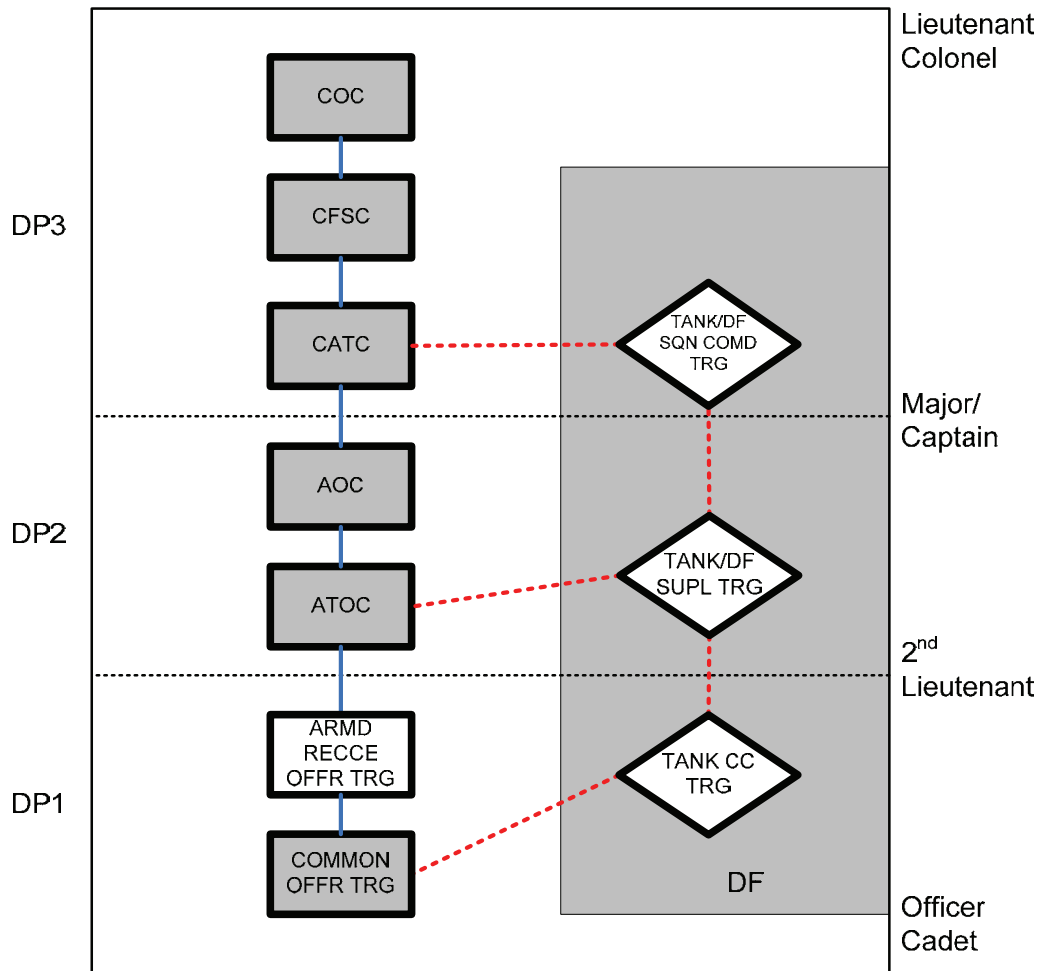 Lieutenant
Colonel
COC
CFSC
DP3
CATC
TANK/DF
SQN COMD
TRG
Major/
Captain
AOC
DP2
ATOC
TANK/DF
SUPL TRG
2nd
Lieutenant
ARMD
RECCE
OFFR TRG
TANK CC
TRG
DP1
COMMON
OFFR TRG
DF
Officer
Cadet